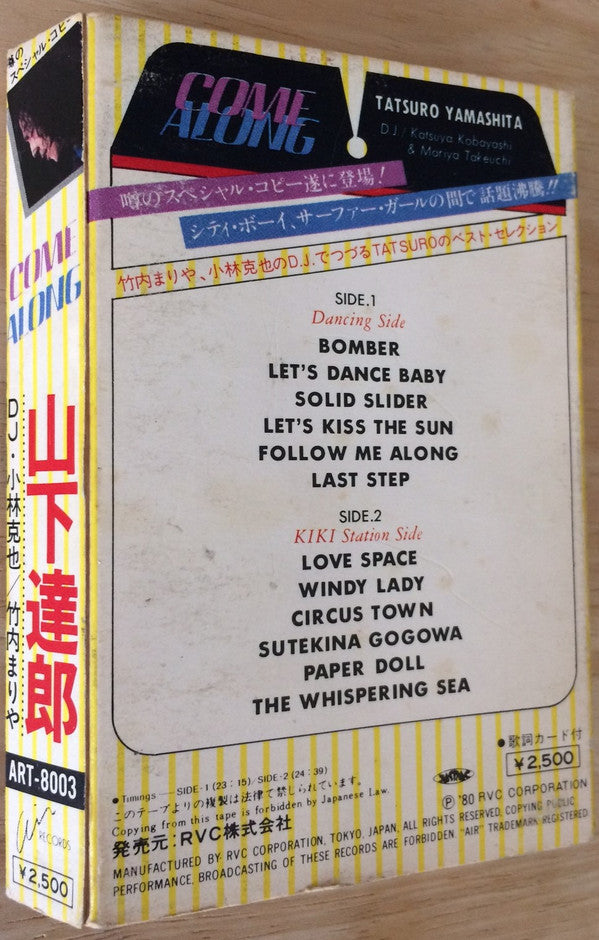 噂の
スペシャル・コピー
COME
ALONG
山下達郎
DJ・小林克也/竹内まりや
ART-8003
RECORDS
¥2,500
COME
ALONG
TATSURO YAMASHITA
D.J./Katsuya Kobayashi
& Mariya Takeuchi
噂のスペシャル・コピー遂に登場!
シティ・ボーイ、サーファー・ガールの間で話題沸騰!!
竹内まりや、小林克也のD.J.でつづるTATSUROのベスト・セレクション
SIDE.1
Dancing Side
BOMBER
LET'S DANCE BABY
SOLID SLIDER
LET'S KISS THE SUN
FOLLOW ME ALONG
LAST STEP
SIDE.2
KIKI Station Side
LOVE SPACE
WINDY LADY
CIRCUS TOWN
SUTEKINA GOGOWA
PAPER DOLL
THE WHISPERING SEA
●歌詞カード付
¥2,500
●Timings──SIDE・1(23:15)/SIDE・2(24:39)
このテープよりの複製は法律て禁じられています。
Copying from this tape is forbidden by Japanese Law.
発売元:RVC株式会社
Ⓟ '80 RVC CORPORATION
MANUFACTURED BY RVC CORPORATION, TOKYO, JAPAN, ALL RIGHTS RESERVED. COPYING PUBLIC
PERFORMANCE, BROADCASTING OF THESE RECORDS ARE FORBIDDEN. "AIR" TRADEMARK REGISTERED